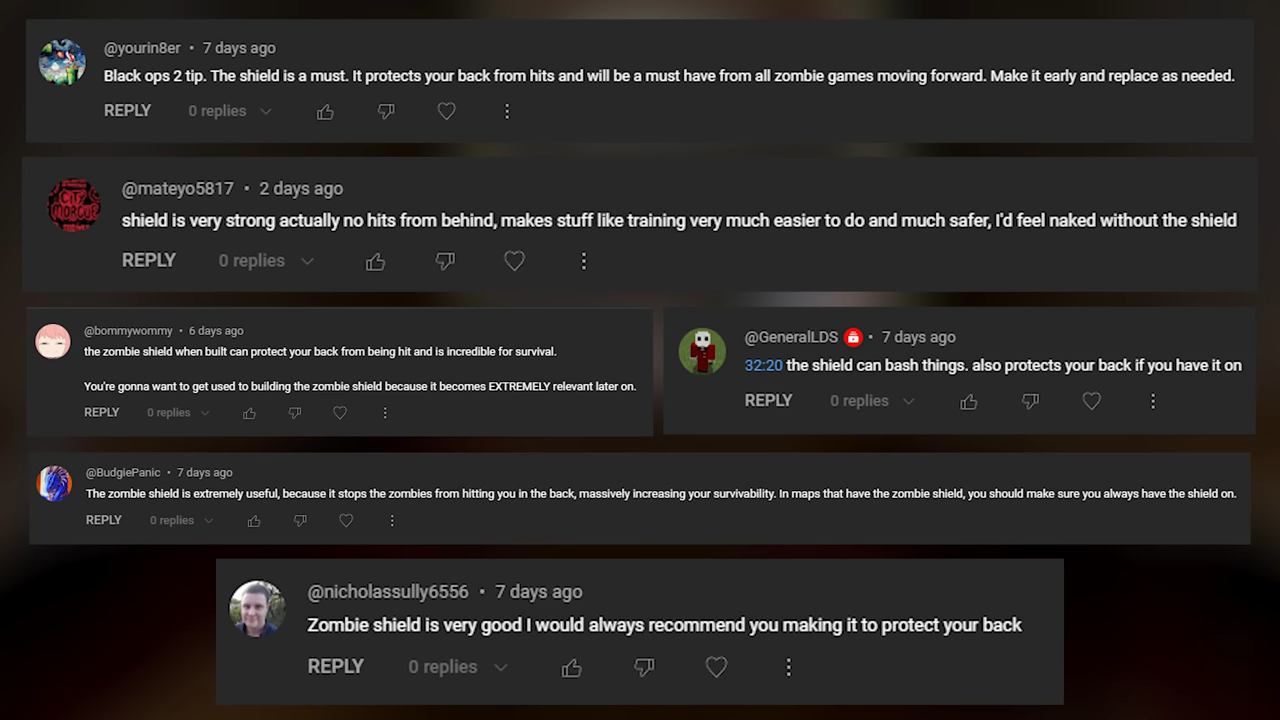 @yourin8er • 7 days ago
Black ops 2 tip. The shield is a must. It protects your back from hits and will be a must have from all zombie games moving forward. Make it early and replace as needed.
REPLY 0 replies
@mateyo5817 • 2 days ago
shield is very strong actually no hits from behind, makes stuff like training very much easier to do and much safer, I'd feel naked without the shield
REPLY 0 replies
@bommywommy • 6 days ago
the zombie shield when built can protect your back from being hit and is incredible for survival.
You're gonna want to get used to building the zombie shield because it becomes EXTREMELY relevant later on.
REPLY 0 replies
@GeneralLDS • 7 days ago
32:20 the shield can bash things. also protects your back if you have it on
REPLY 0 replies
@BudgiePanic • 7 days ago
The zombie shield is extremely useful, because it stops the zombies from hitting you in the back, massively increasing your survivability. In maps that have the zombie shield, you should make sure you always have the shield on.
REPLY 0 replies
@nicholassully6556 • 7 days ago
Zombie shield is very good I would always recommend you making it to protect your back
REPLY 0 replies
CITY
MORGUE